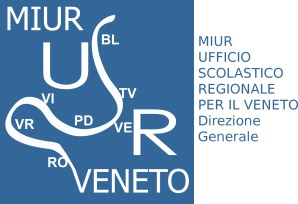 MIUR
U
BL
TV
VI
VR
PD
VE
R
RO
VENETO
MIUR
UFFICIO
SCOLASTICO
REGIONALE
PER IL VENETO
Direzione
Generale